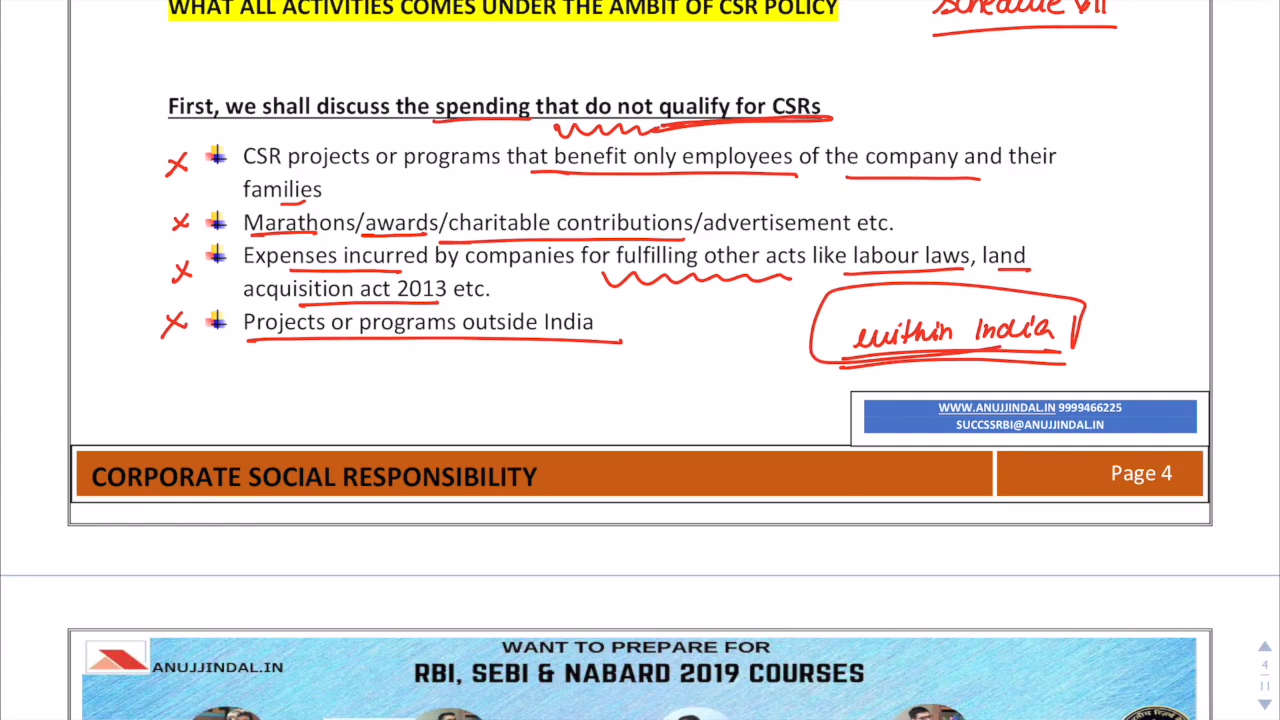 WHAT ALL ACTIVITIES COMES UNDER THE AMBIT OF CSR POLICY
schedule VII
First, we shall discuss the spending that do not qualify for CSRs
CSR projects or programs that benefit only employees of the company and their
families
Marathons/awards/charitable contributions/advertisement etc.
Expenses incurred by companies for fulfilling other acts like labour laws, land
acquisition act 2013 etc.
Projects or programs outside India
within India
WWW.ANUJJINDAL.IN 9999466225
SUCCSSRBI@ANUJJINDAL.IN
CORPORATE SOCIAL RESPONSIBILITY
Page 4
WANT TO PREPARE FOR
ANUJJINDAL.IN
RBI, SEBI & NABARD 2019 COURSES
4
11